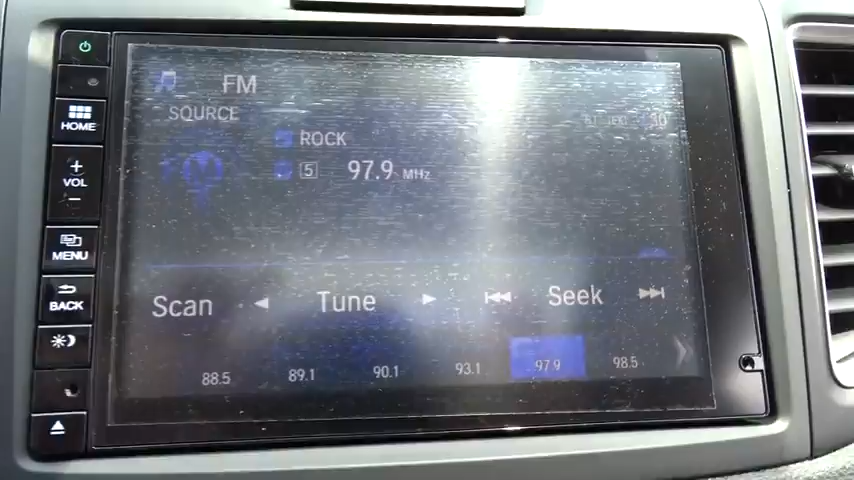 FM
SOURCE
ROCK
5 97.9 MHz
HOME
+
VOL
−
MENU
BACK
Scan Tune Seek
88.5 89.1 90.1 93.1 97.9 98.5